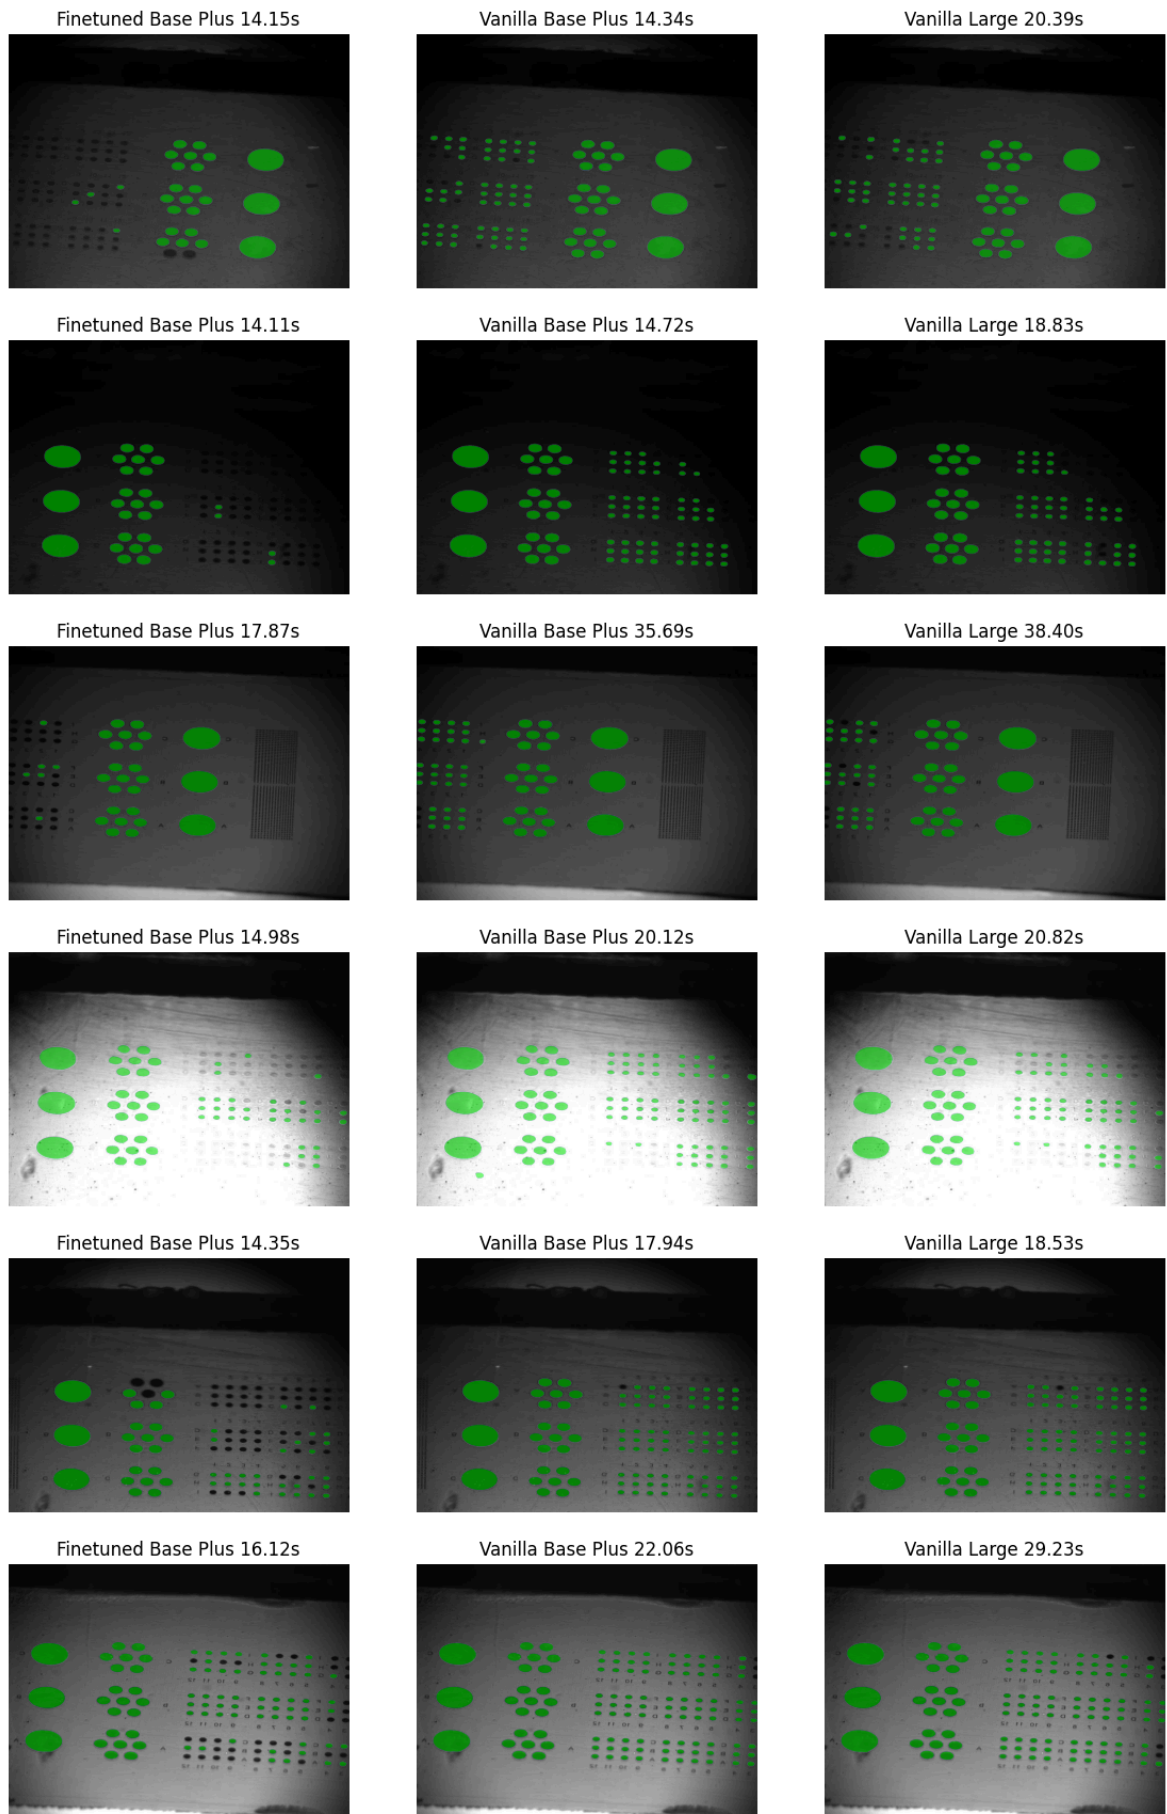 Finetuned Base Plus 14.15s
Vanilla Base Plus 14.34s
Vanilla Large 20.39s
Finetuned Base Plus 14.11s
Vanilla Base Plus 14.72s
Vanilla Large 18.83s
Finetuned Base Plus 17.87s
Vanilla Base Plus 35.69s
Vanilla Large 38.40s
Finetuned Base Plus 14.98s
Vanilla Base Plus 20.12s
Vanilla Large 20.82s
Finetuned Base Plus 14.35s
Vanilla Base Plus 17.94s
Vanilla Large 18.53s
Finetuned Base Plus 16.12s
Vanilla Base Plus 22.06s
Vanilla Large 29.23s